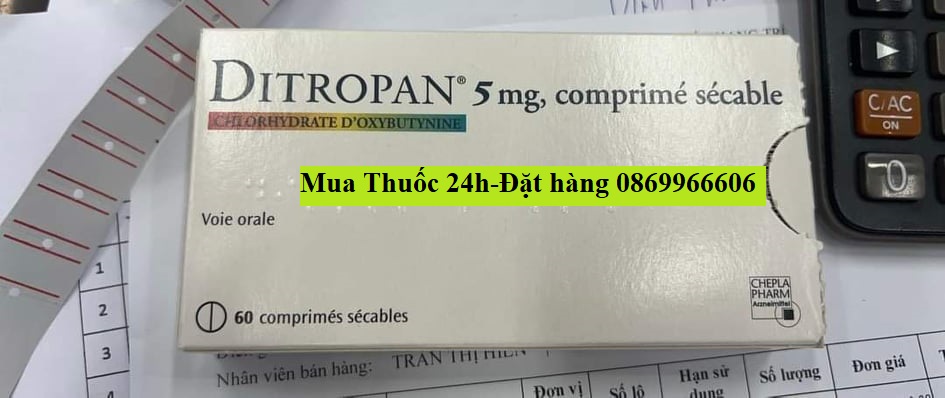 DITROPAN® 5 mg, comprimé sécable
CHLORHYDRATE D'OXYBUTYNINE
Mua Thuốc 24h-Đặt hàng 0869966606
Voie orale
60 comprimés sécables
CHEPLA
PHARM
Arzneimittel
C/AC
ON
0
1
2
3
4
Nhân viên bán hàng: TRẦN THỊ HIỀN
Đơn vị
Số lô
Hạn sử
dụng
Số lượng
Đơn giá